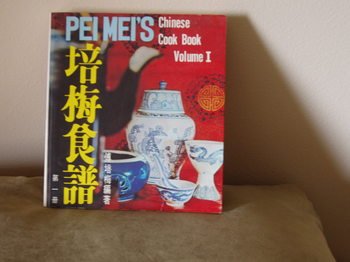 PEI MEI'S
Chinese
Cook Book
Volume I
培梅食譜
第一冊
傅培梅編著